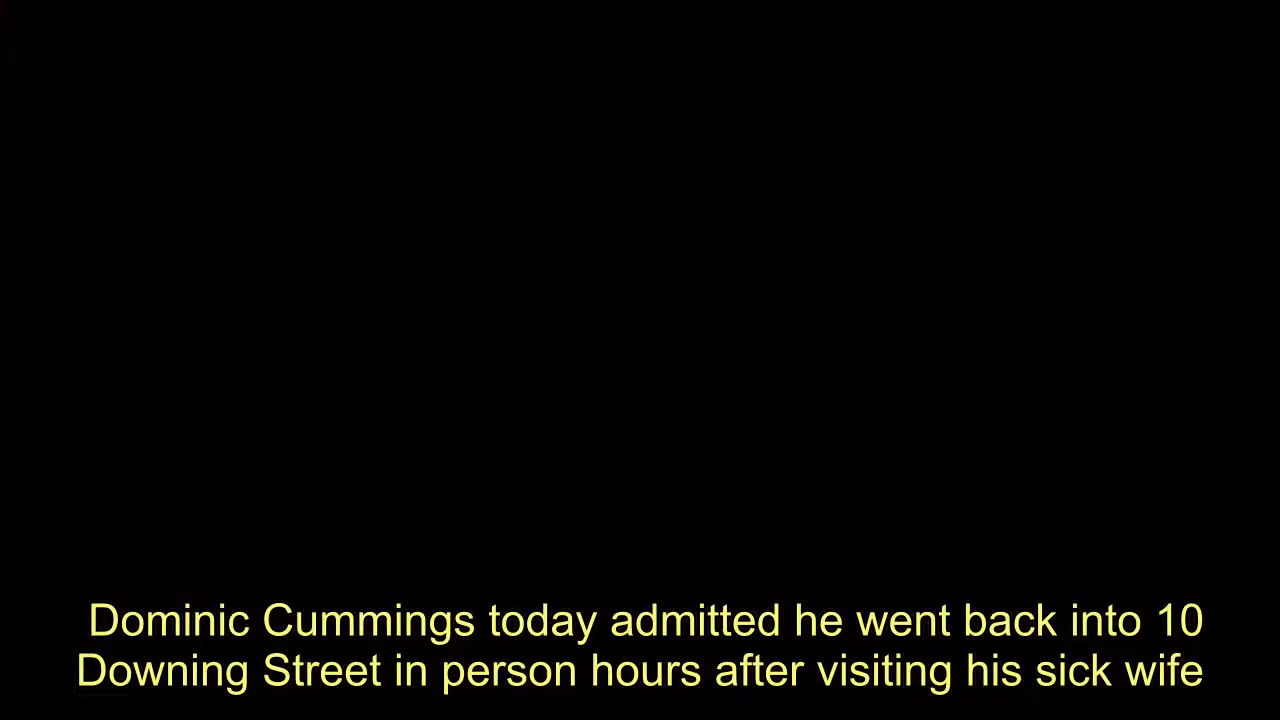 Dominic Cummings today admitted he went back into 10
Downing Street in person hours after visiting his sick wife